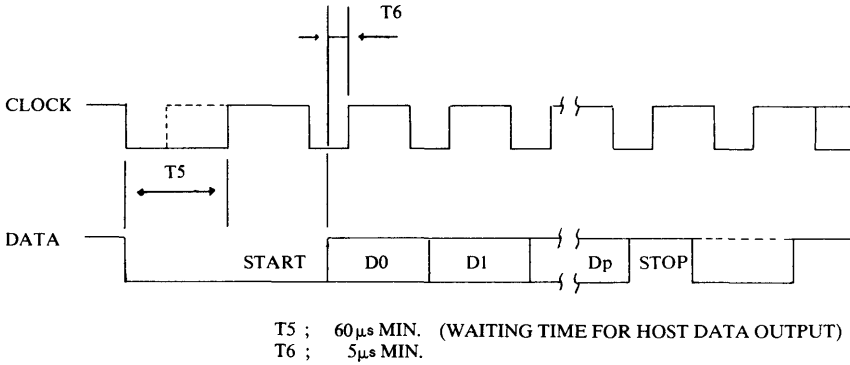 T6
CLOCK
T5
DATA
START D0 D1 Dp STOP
T5 ; 60μs MIN. (WAITING TIME FOR HOST DATA OUTPUT)
T6 ; 5μs MIN.